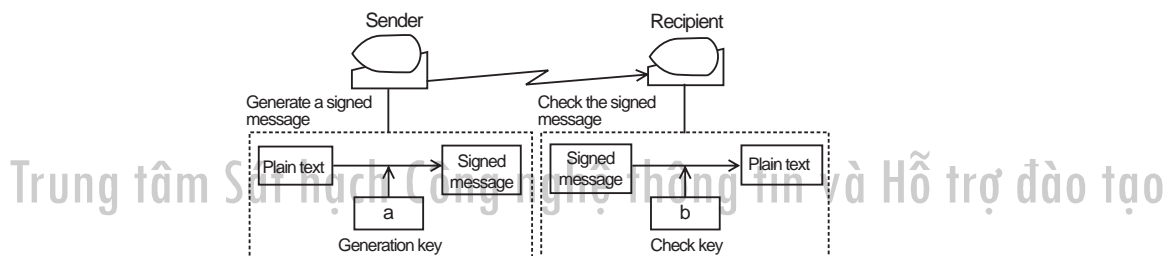 Sender
Recipient
Generate a signed
message
Check the signed
message
Plain text
Signed
message
a
Generation key
Signed
message
Plain text
b
Check key
Trung tâm Sát hạch Công nghệ thông tin và Hỗ trợ đào tạo